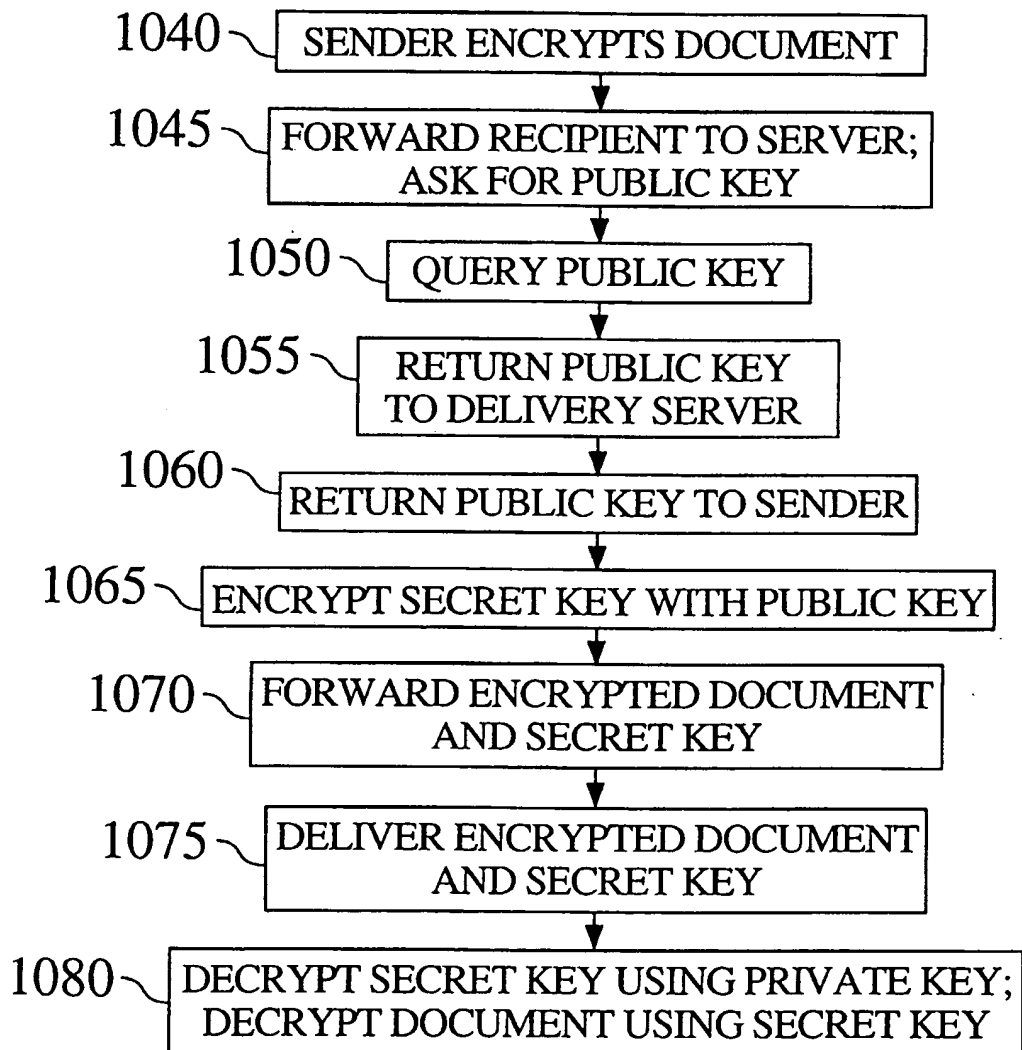 1040
SENDER ENCRYPTS DOCUMENT
1045
FORWARD RECIPIENT TO SERVER;
ASK FOR PUBLIC KEY
1050
QUERY PUBLIC KEY
1055
RETURN PUBLIC KEY
TO DELIVERY SERVER
1060
RETURN PUBLIC KEY TO SENDER
1065
ENCRYPT SECRET KEY WITH PUBLIC KEY
1070
FORWARD ENCRYPTED DOCUMENT
AND SECRET KEY
1075
DELIVER ENCRYPTED DOCUMENT
AND SECRET KEY
1080
DECRYPT SECRET KEY USING PRIVATE KEY;
DECRYPT DOCUMENT USING SECRET KEY